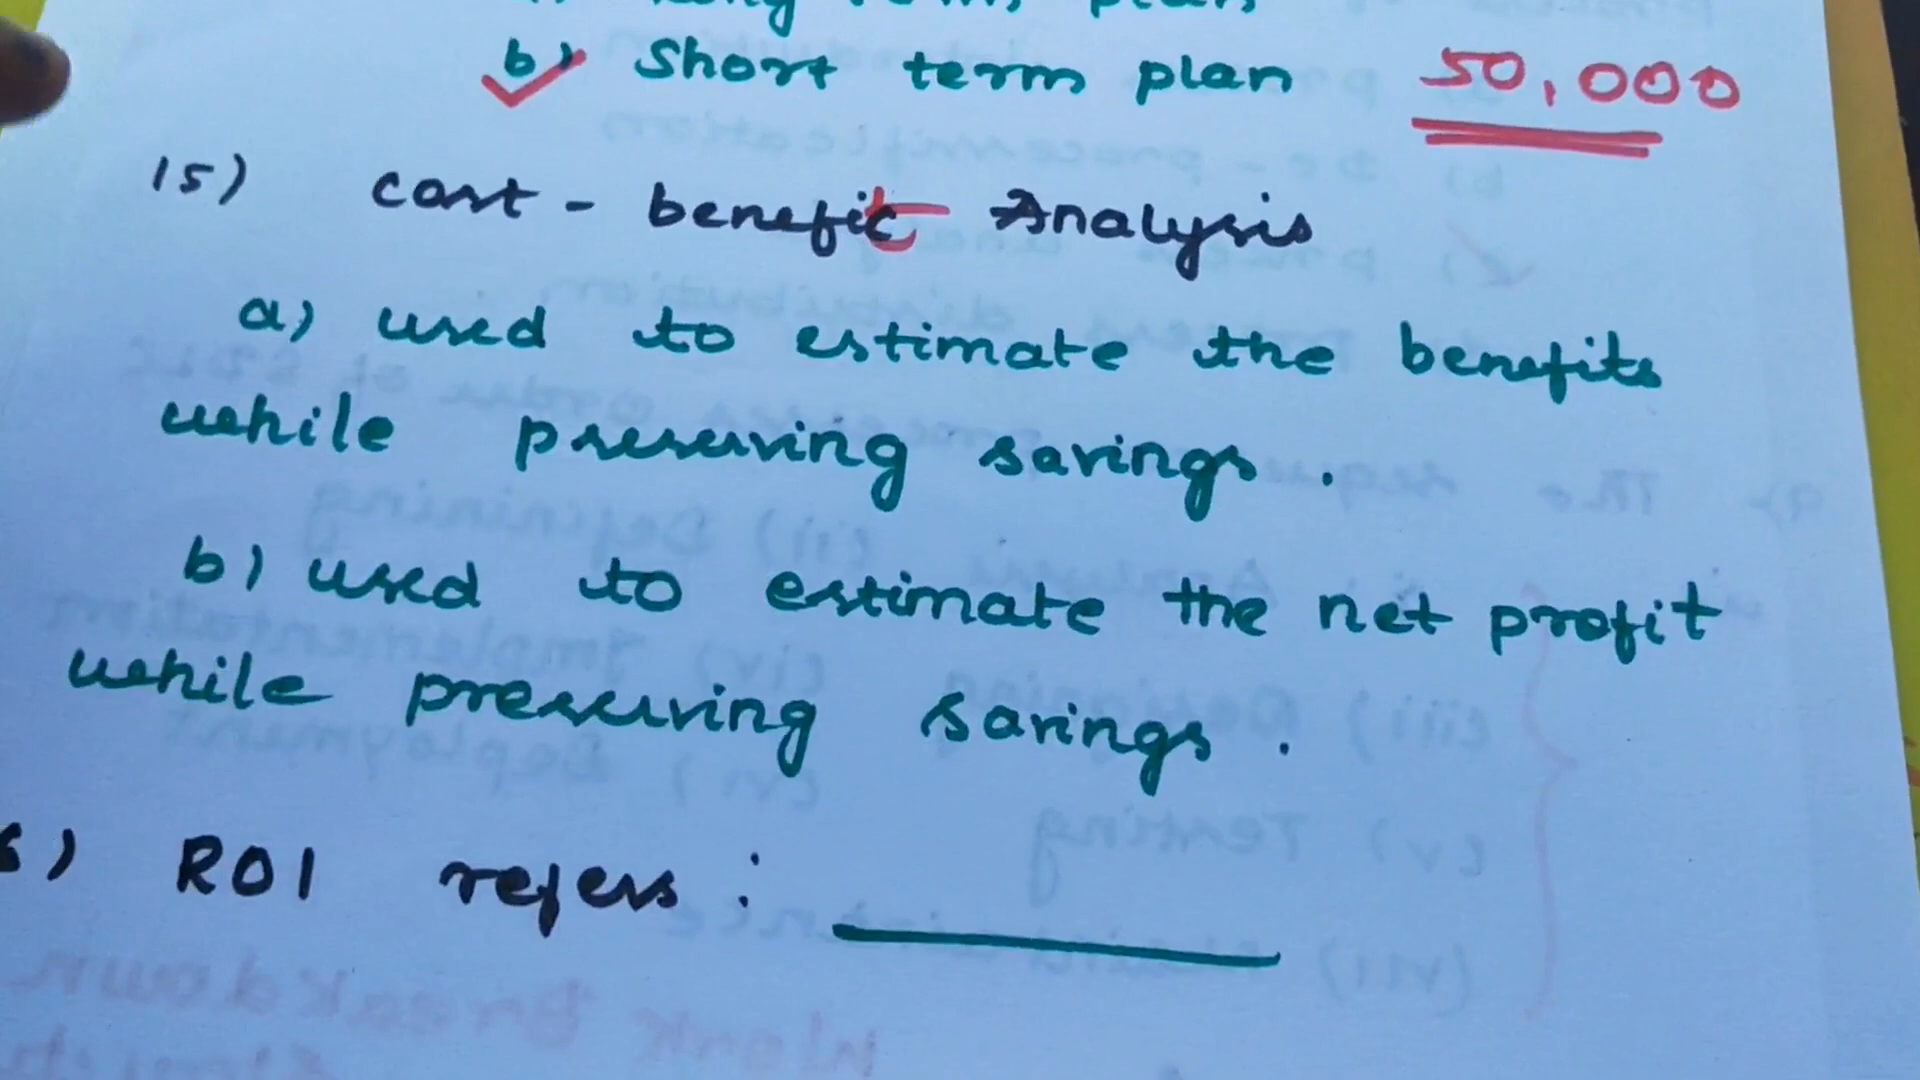 b) Short term plan 50,000
15) cost - benefit Analysis
a) used to estimate the benefits
while preserving savings.
b) used to estimate the net profit
while preserving savings.
) ROI refers :